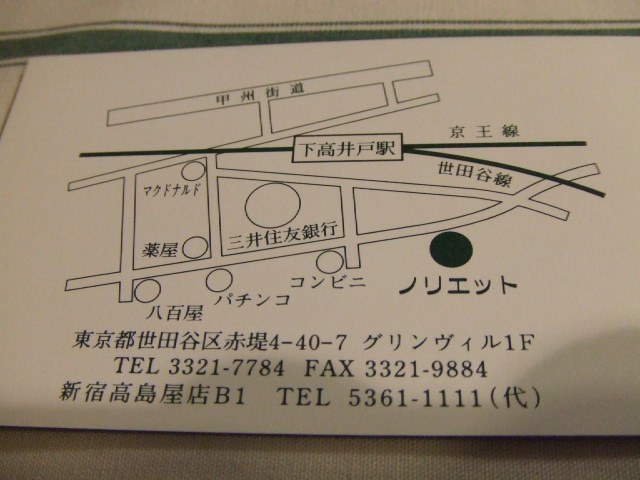 甲州街道
京王線
下高井戸駅
世田谷線
マクドナルド
三井住友銀行
薬屋
コンビニ
ノリエット
パチンコ
八百屋
東京都世田谷区赤堤4-40-7 グリンヴィル1F
TEL 3321-7784 FAX 3321-9884
新宿高島屋店B1 TEL 5361-1111(代)